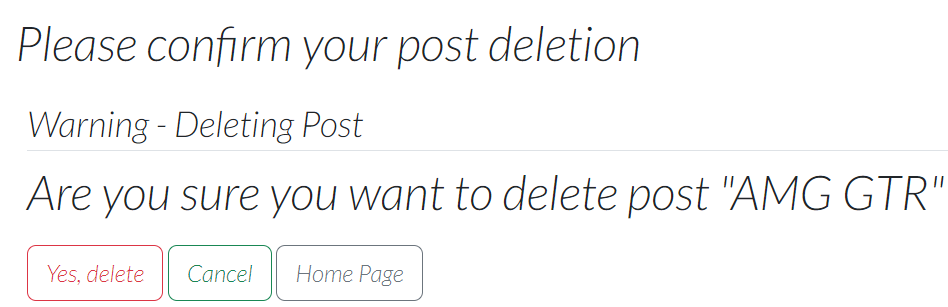 Please confirm your post deletion
Warning - Deleting Post
Are you sure you want to delete post "AMG GTR"
Yes, delete Cancel Home Page